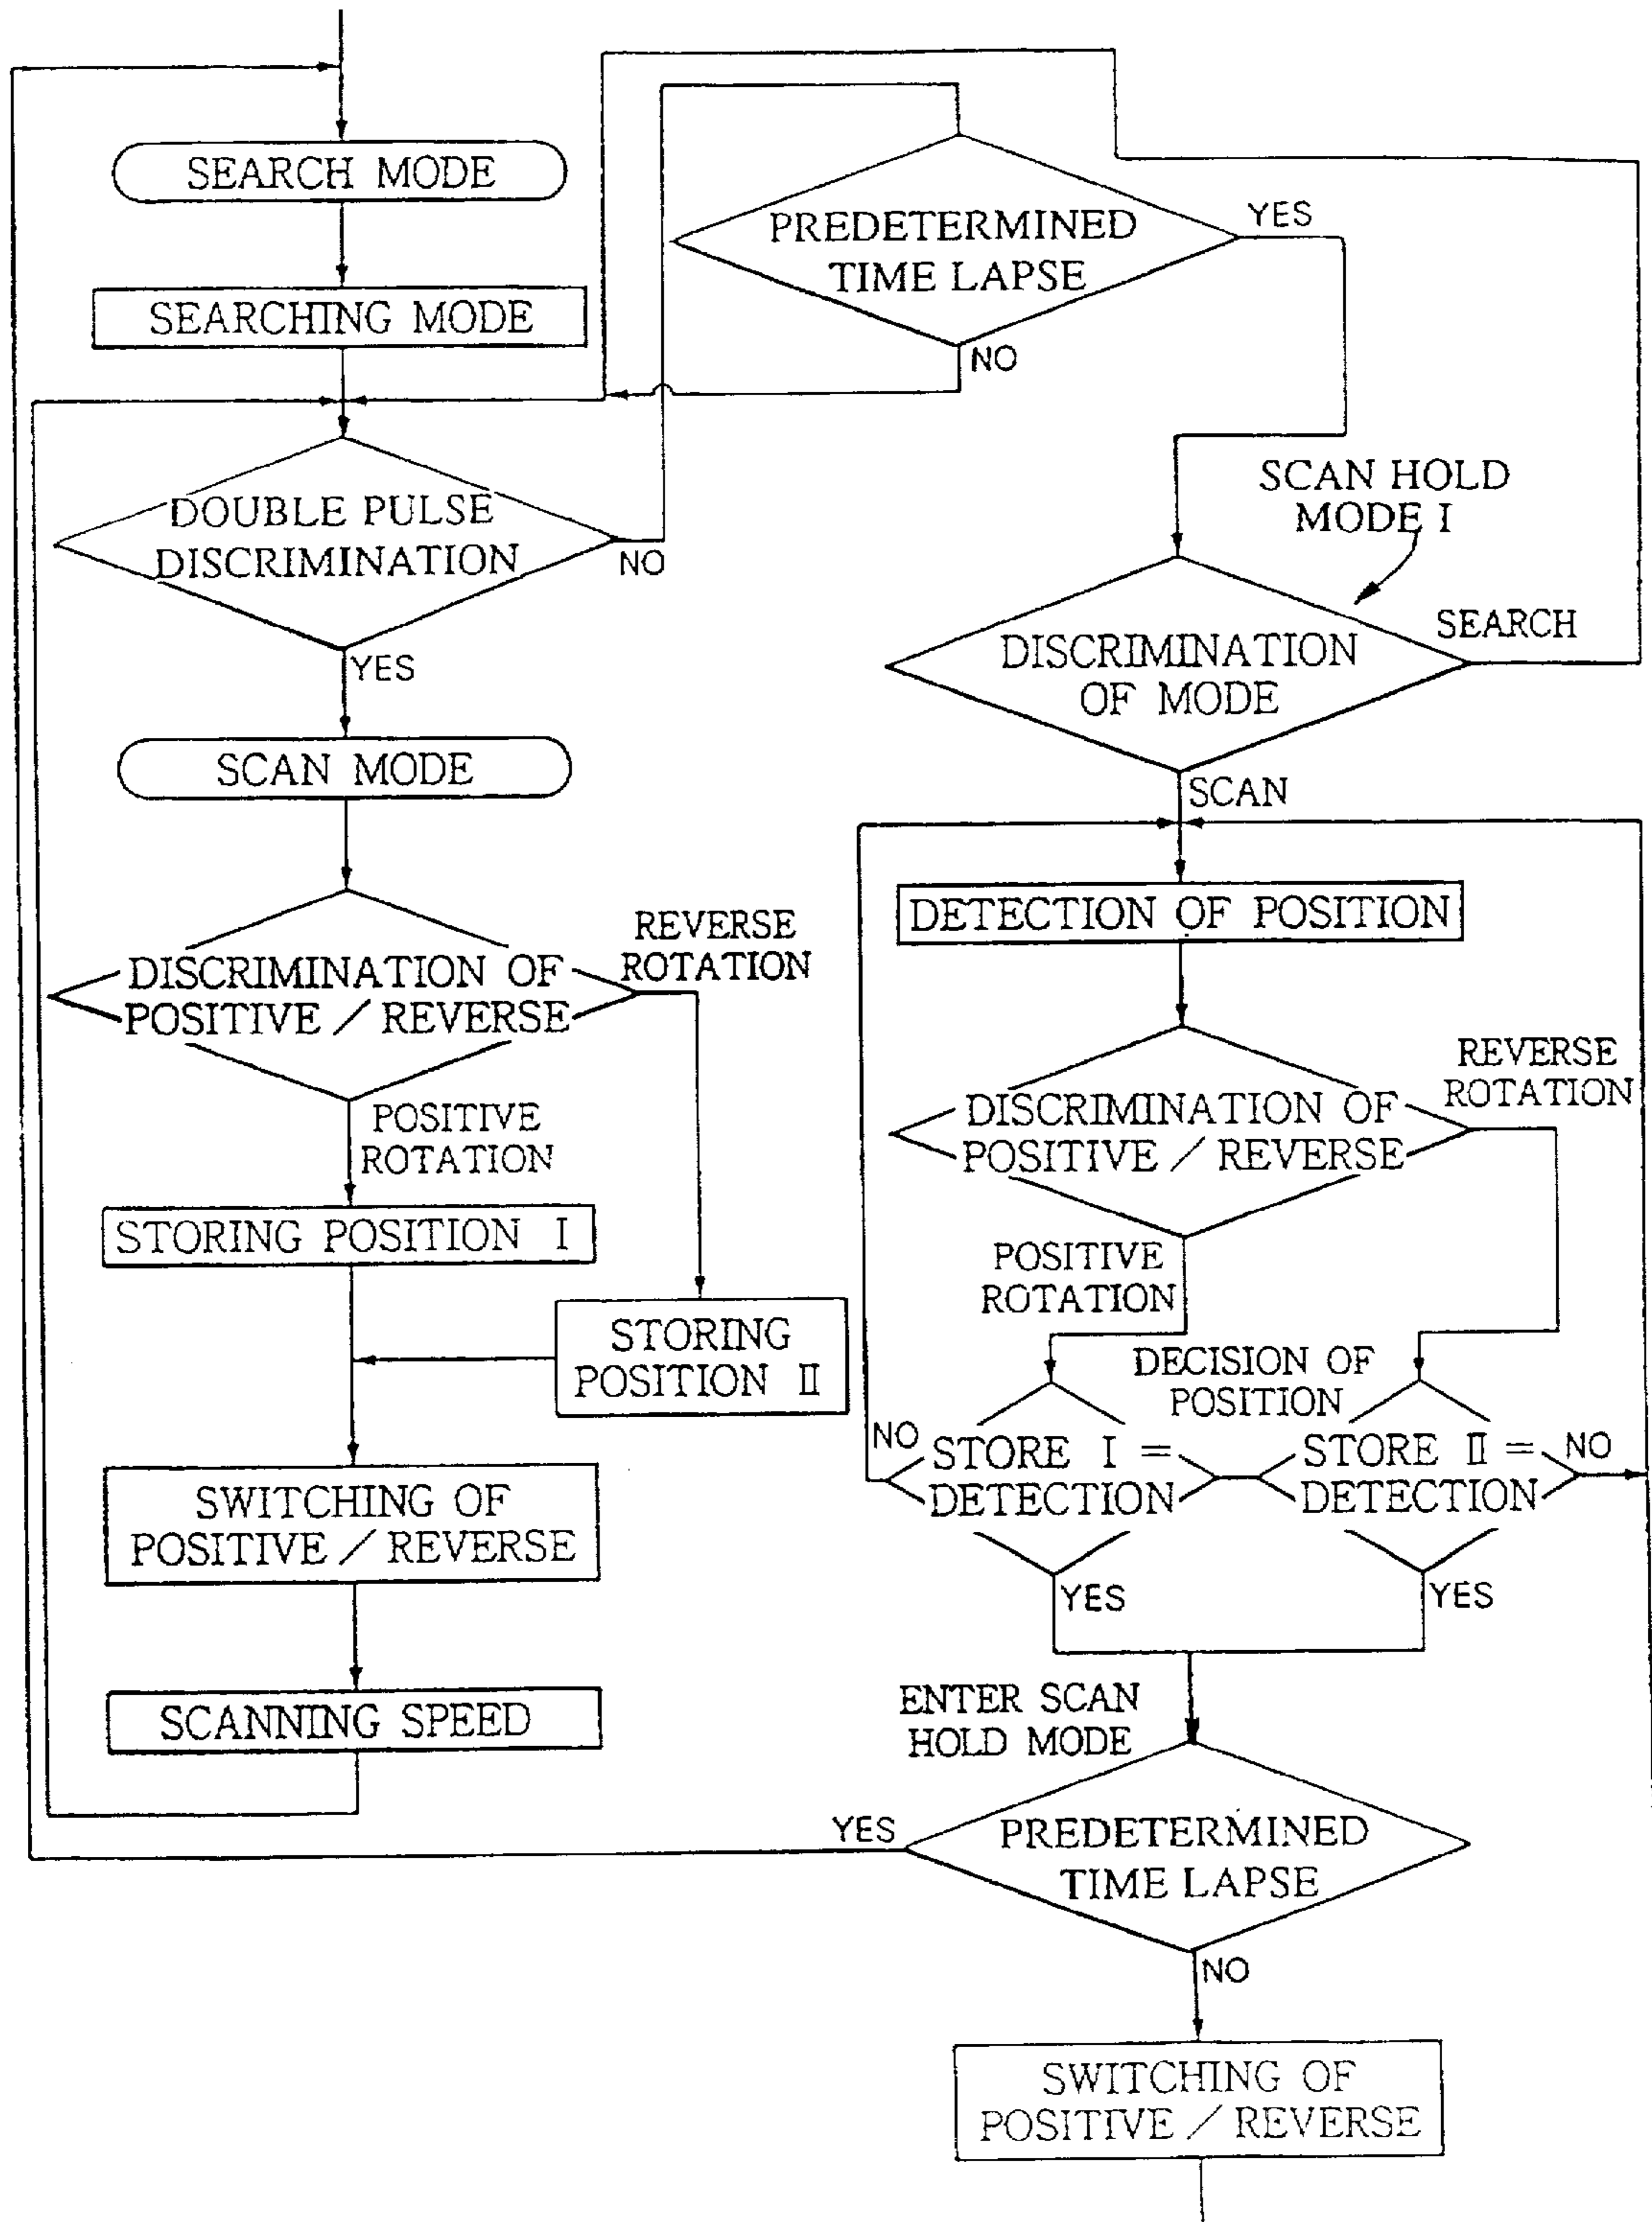 SEARCH MODE
SEARCHING MODE
PREDETERMINED
TIME LAPSE
YES
NO
DOUBLE PULSE
DISCRIMINATION
NO
YES
SCAN HOLD
MODE I
DISCRIMINATION
OF MODE
SEARCH
SCAN
SCAN MODE
DISCRIMINATION OF
POSITIVE / REVERSE
REVERSE
ROTATION
POSITIVE
ROTATION
STORING POSITION I
STORING
POSITION II
SWITCHING OF
POSITIVE / REVERSE
SCANNING SPEED
DETECTION OF POSITION
DISCRIMINATION OF
POSITIVE / REVERSE
REVERSE
ROTATION
POSITIVE
ROTATION
DECISION OF
POSITION
NO
STORE I =
DETECTION
YES
STORE II =
DETECTION
NO
YES
ENTER SCAN
HOLD MODE
PREDETERMINED
TIME LAPSE
YES
NO
SWITCHING OF
POSITIVE / REVERSE